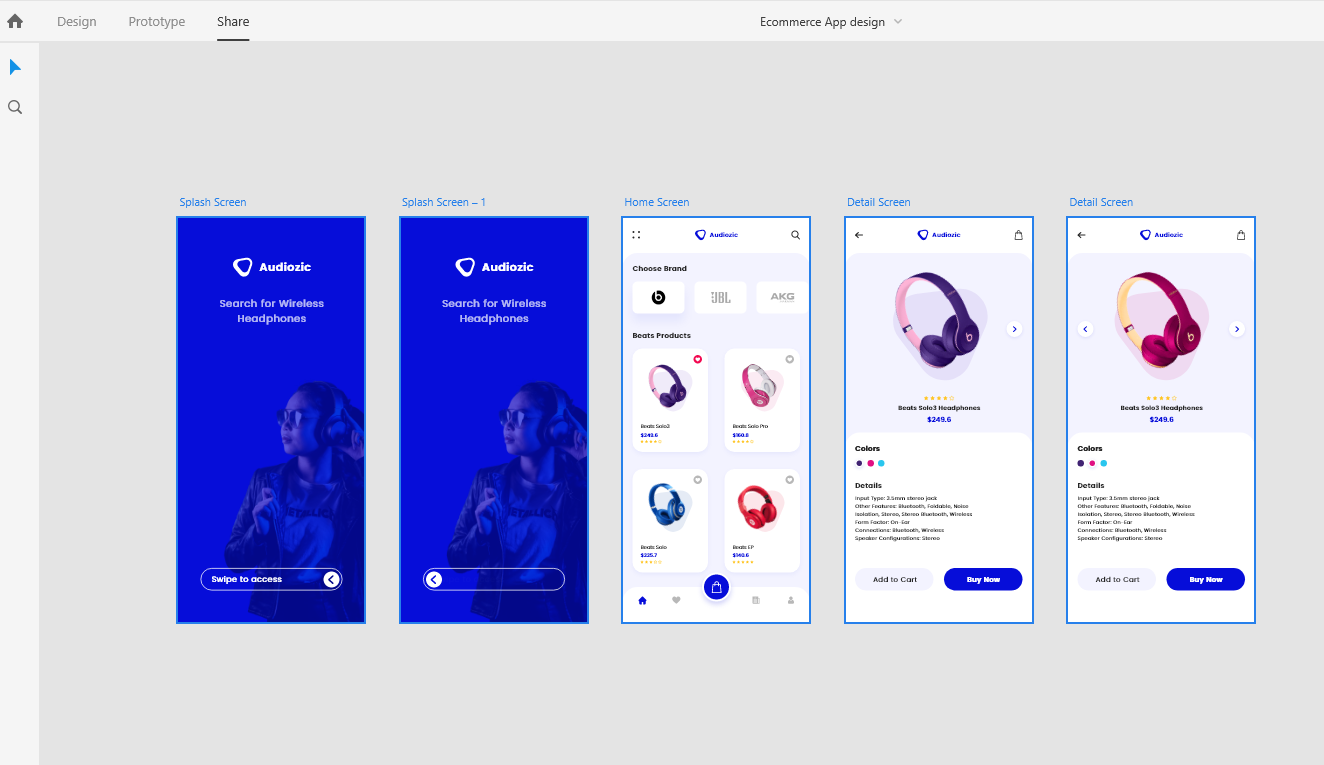 Design Prototype Share
Ecommerce App design
Splash Screen
Audiozic
Search for Wireless
Headphones
Swipe to access
Splash Screen – 1
Audiozic
Search for Wireless
Headphones
Home Screen
Audiozic
Choose Brand
b JBL AKG
Beats Products
Beats Solo3
$249.6
Beats Solo Pro
$160.8
Beats Solo
$225.7
Beats EP
$149.6
Detail Screen
Audiozic
Beats Solo3 Headphones
$249.6
Colors
Details
Input Type: 3.5mm stereo jack
Other Features: Bluetooth, Foldable, Noise
Isolation, Stereo, Stereo Bluetooth, Wireless
Form Factor: On-Ear
Connections: Bluetooth, Wireless
Speaker Configurations: Stereo
Add to Cart Buy Now
Detail Screen
Audiozic
Beats Solo3 Headphones
$249.6
Colors
Details
Input Type: 3.5mm stereo jack
Other Features: Bluetooth, Foldable, Noise
Isolation, Stereo, Stereo Bluetooth, Wireless
Form Factor: On-Ear
Connections: Bluetooth, Wireless
Speaker Configurations: Stereo
Add to Cart Buy Now